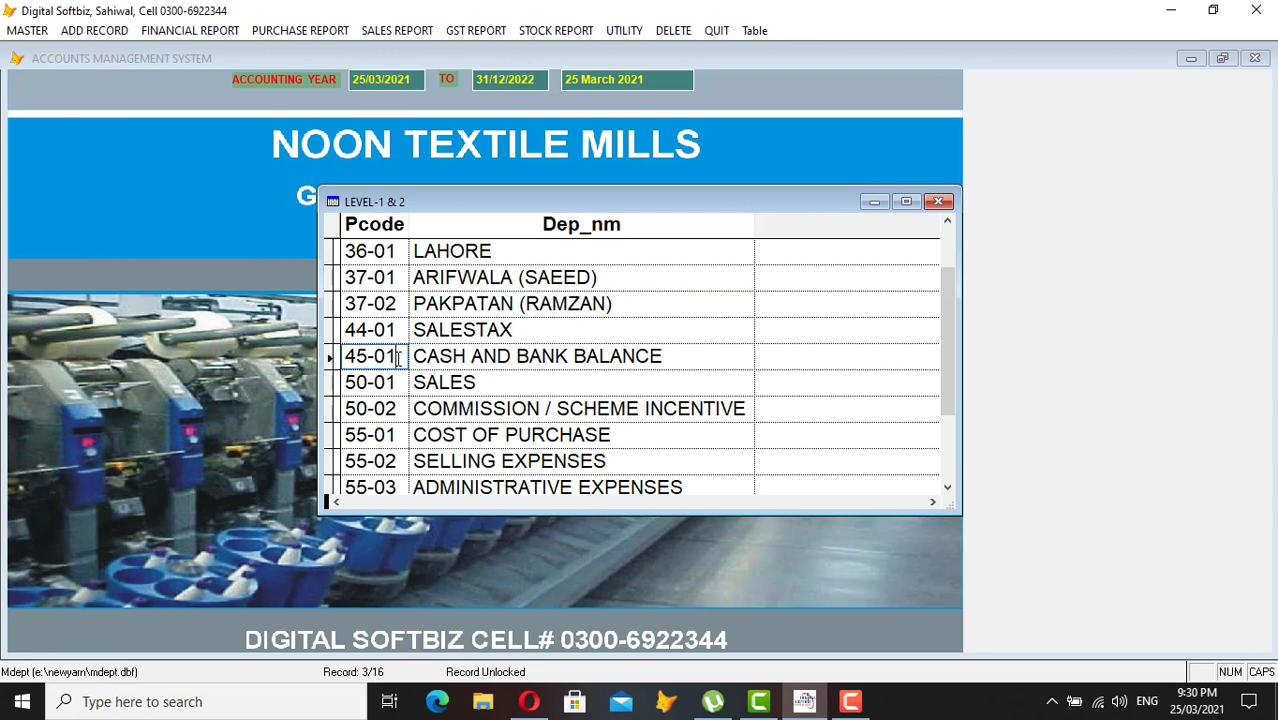 Digital Softbiz, Sahiwal, Cell 0300-6922344
MASTER ADD RECORD FINANCIAL REPORT PURCHASE REPORT SALES REPORT GST REPORT STOCK REPORT UTILITY DELETE QUIT Table
ACCOUNTS MANAGEMENT SYSTEM
ACCOUNTING YEAR 25/03/2021 TO 31/12/2022 25 March 2021
NOON TEXTILE MILLS
G
LEVEL-1 & 2
Pcode Dep_nm
36-01 LAHORE
37-01 ARIFWALA (SAEED)
37-02 PAKPATAN (RAMZAN)
44-01 SALESTAX
45-01 CASH AND BANK BALANCE
50-01 SALES
50-02 COMMISSION / SCHEME INCENTIVE
55-01 COST OF PURCHASE
55-02 SELLING EXPENSES
55-03 ADMINISTRATIVE EXPENSES
DIGITAL SOFTBIZ CELL# 0300-6922344
Mdept (e:\newyarn\mdept.dbf) Record: 3/16 Record Unlocked NUM CAPS
Type here to search
ENG
9:30 PM
25/03/2021